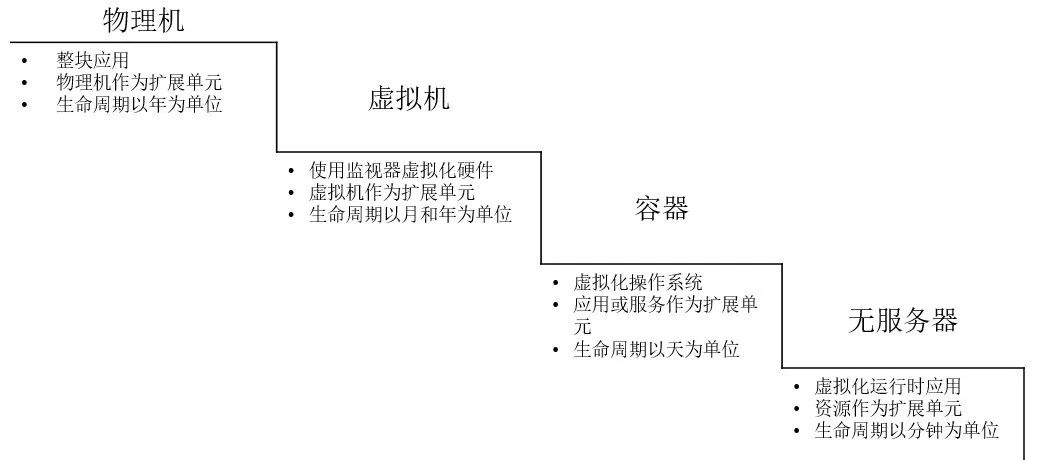 物理机
• 整块应用
• 物理机作为扩展单元
• 生命周期以年为单位
虚拟机
• 使用监视器虚拟化硬件
• 虚拟机作为扩展单元
• 生命周期以月和年为单位
容器
• 虚拟化操作系统
• 应用或服务作为扩展单
元
• 生命周期以天为单位
无服务器
• 虚拟化运行时应用
• 资源作为扩展单元
• 生命周期以分钟为单位